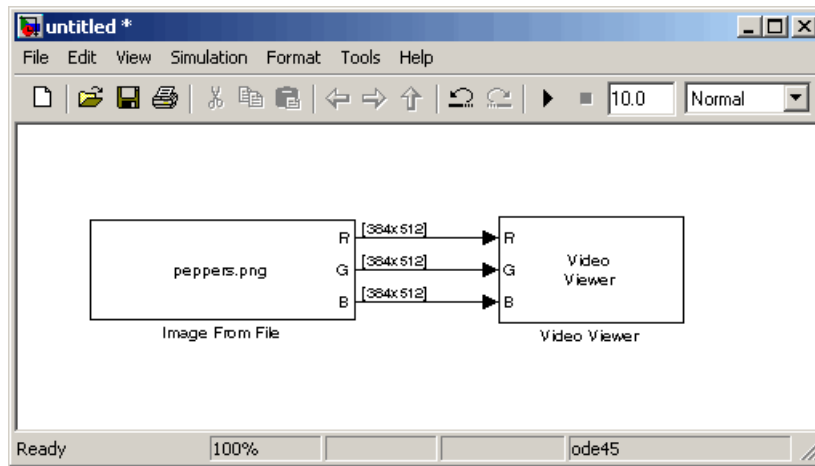 untitled *
File Edit View Simulation Format Tools Help
10.0 Normal
[384x512]
R R
peppers.png
[384x512]
G G
Video
Viewer
[384x512]
B B
Image From File
Video Viewer
Ready 100% ode45